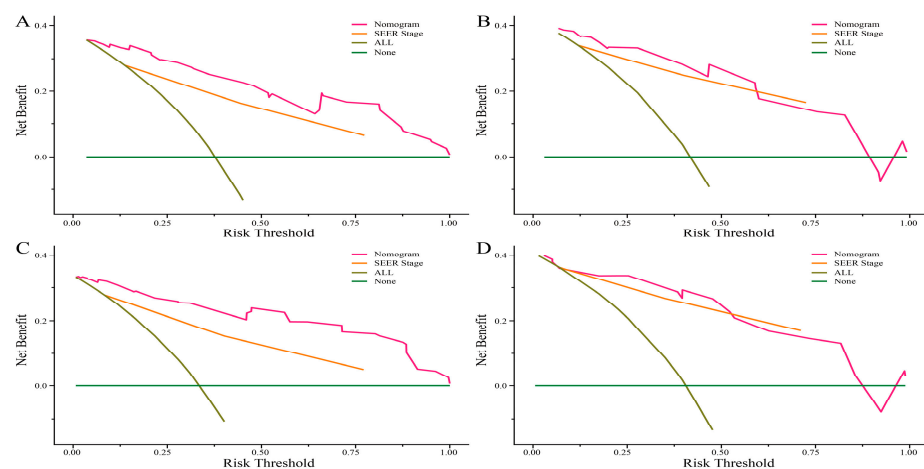 A
0.4
0.2
0.0
Net Benefit
Nomogram
SEER Stage
ALL
None
0.00
0.25
0.50
0.75
1.00
Risk Threshold
B
0.4
0.2
0.0
Net Benefit
Nomogram
SEER Stage
ALL
None
0.00
0.25
0.50
0.75
1.00
Risk Threshold
C
0.4
0.2
0.0
Net Benefit
Nomogram
SEER Stage
ALL
None
0.00
0.25
0.50
0.75
1.00
Risk Threshold
D
0.4
0.2
0.0
Net Benefit
Nomogram
SEER Stage
ALL
None
0.00
0.25
0.50
0.75
1.00
Risk Threshold